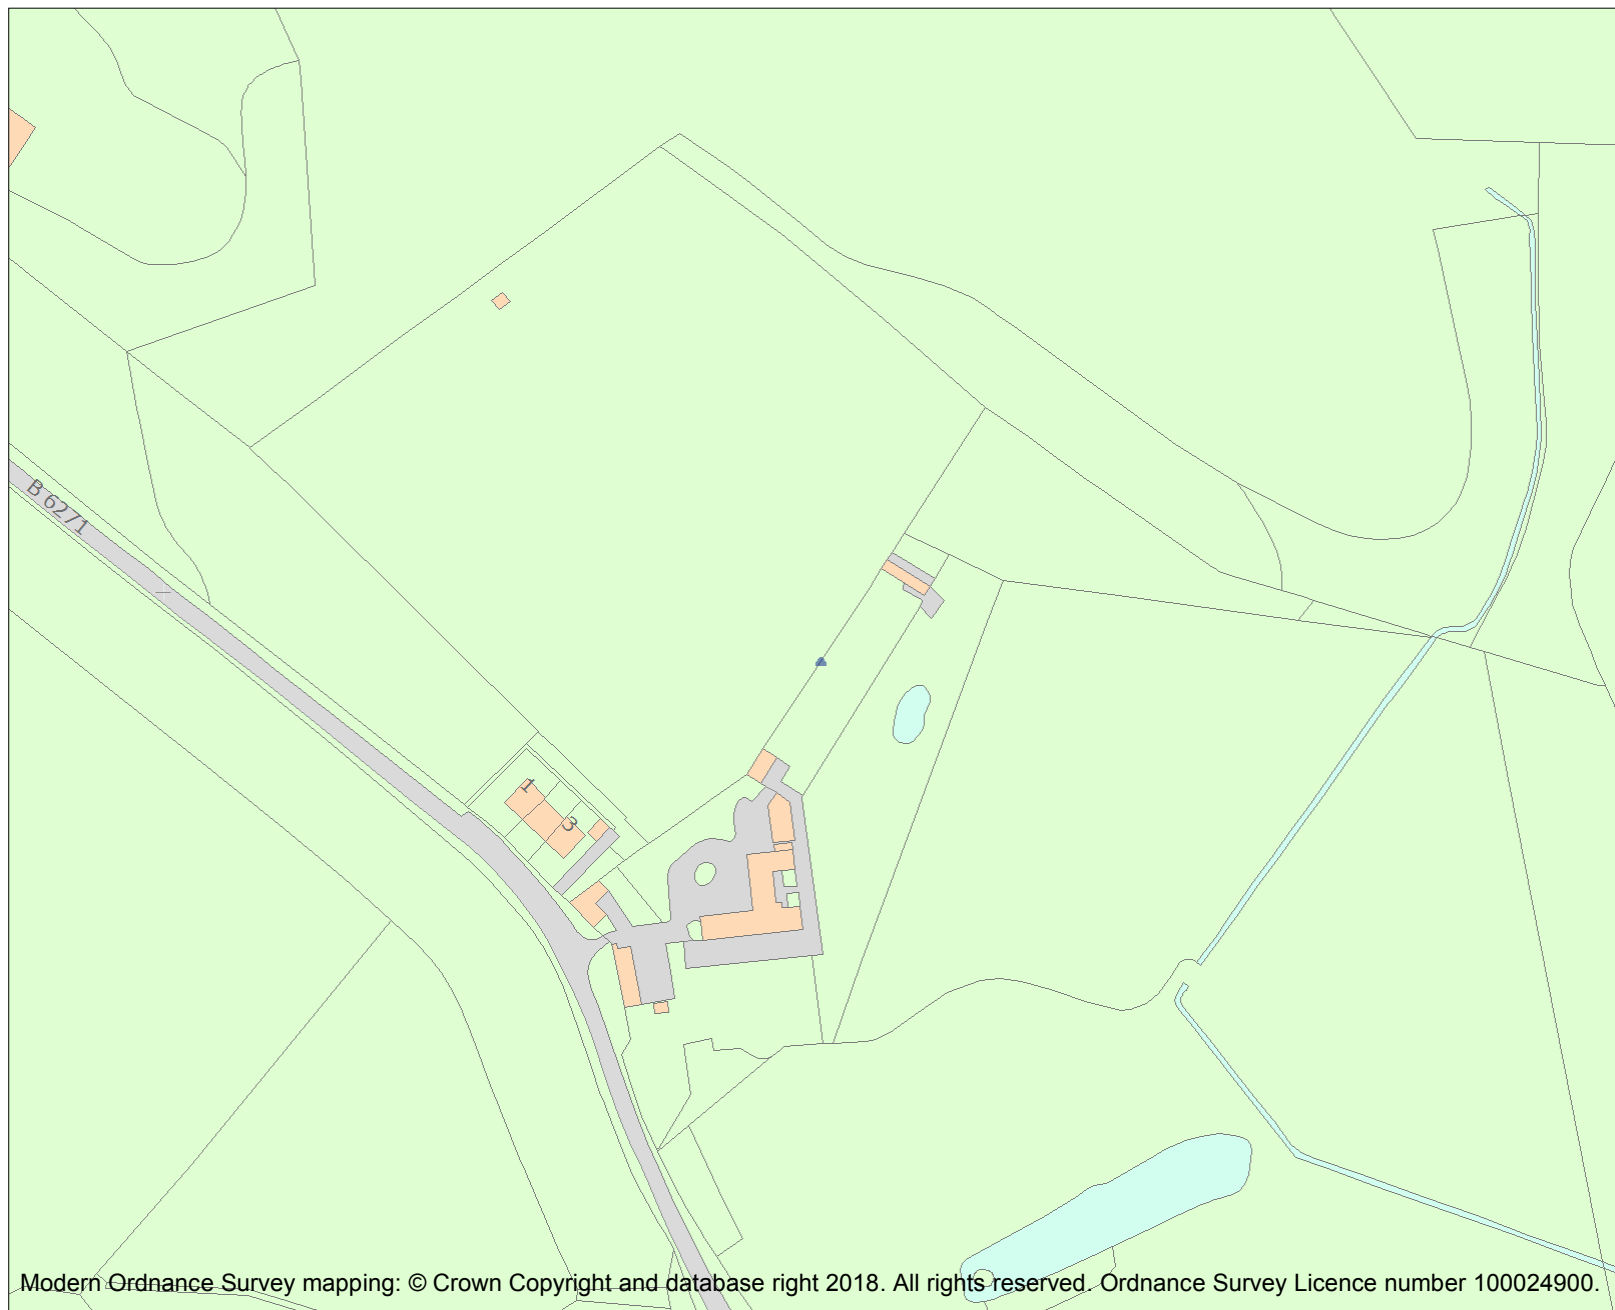 B 6271
1
3
Modern Ordnance Survey mapping: © Crown Copyright and database right 2018. All rights reserved. Ordnance Survey Licence number 100024900.